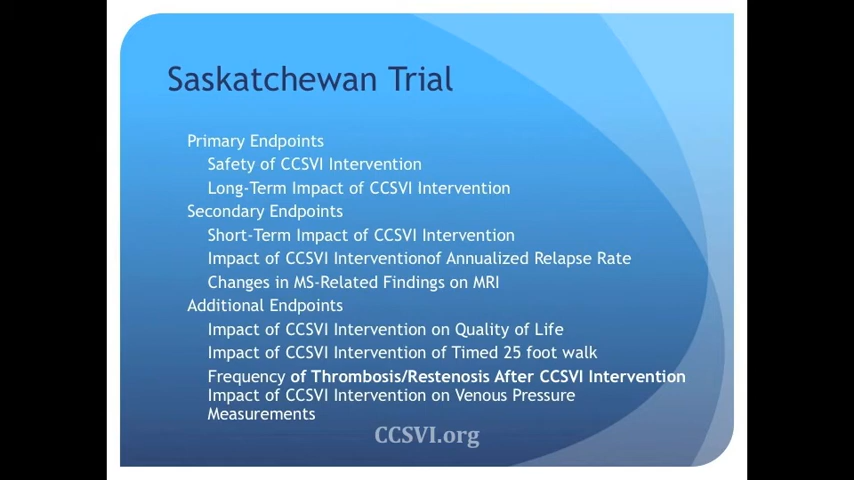 Saskatchewan Trial
Primary Endpoints
Safety of CCSVI Intervention
Long-Term Impact of CCSVI Intervention
Secondary Endpoints
Short-Term Impact of CCSVI Intervention
Impact of CCSVI Interventionof Annualized Relapse Rate
Changes in MS-Related Findings on MRI
Additional Endpoints
Impact of CCSVI Intervention on Quality of Life
Impact of CCSVI Intervention of Timed 25 foot walk
Frequency of Thrombosis/Restenosis After CCSVI Intervention
Impact of CCSVI Intervention on Venous Pressure
Measurements
CCSVI.org